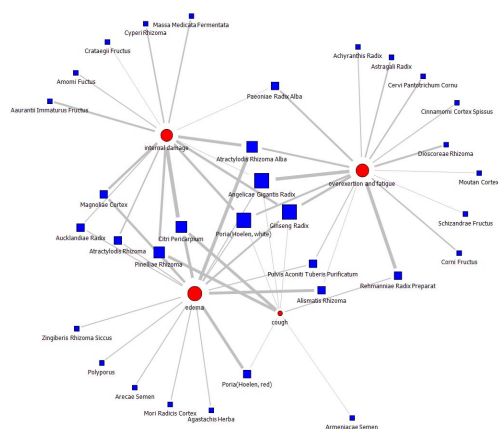 Massa Medicata Fermentata
Cyperi Rhizoma
Crataegi Fructus
Achyranthis Radix
Astragali Radix
Amomi Fuctus
Cervi Pantotrichum Cornu
Paeoniae Radix Alba
Aaurantii Immaturus Fructus
Cinnamomi Cortex Spissus
internal damage
Dioscoreae Rhizoma
Atractylodis Rhizoma Alba
overexertion and fatigue
Moutan Cortex
Angelicae Gigantis Radix
Magnoliae Cortex
Poria(Hoelen, white)
Ginseng Radix
Schizandrae Fructus
Aucklandiae Radix
Citri Pericarpium
Atractylodis Rhizoma
Corni Fructus
Pinelliae Rhizoma
Pulvis Aconiti Tuberis Purificatum
Rehmanniae Radix Preparat
edema
Alismatis Rhizoma
cough
Zingiberis Rhizoma Siccus
Polyporus
Poria(Hoelen, red)
Arecae Semen
Mori Radicis Cortex
Agastachis Herba
Armeniacae Semen